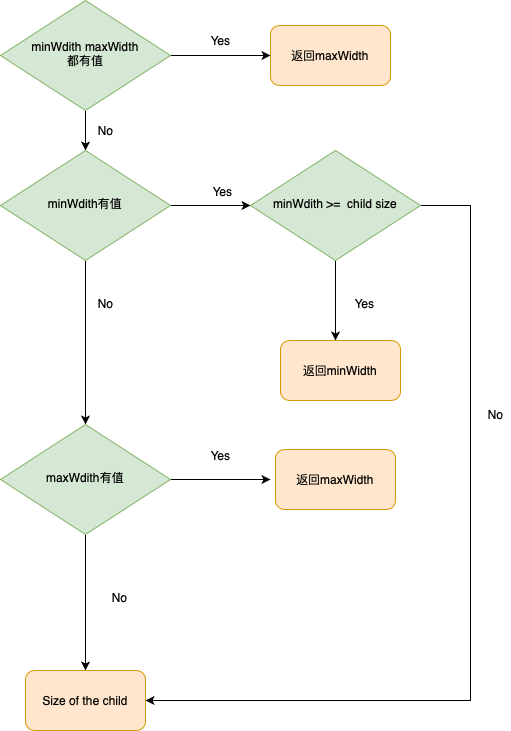 minWdith maxWidth
都有值
Yes
返回maxWidth
No
minWdith有值
Yes
minWdith >= child size
No
Yes
返回minWidth
No
maxWdith有值
Yes
返回maxWidth
No
Size of the child